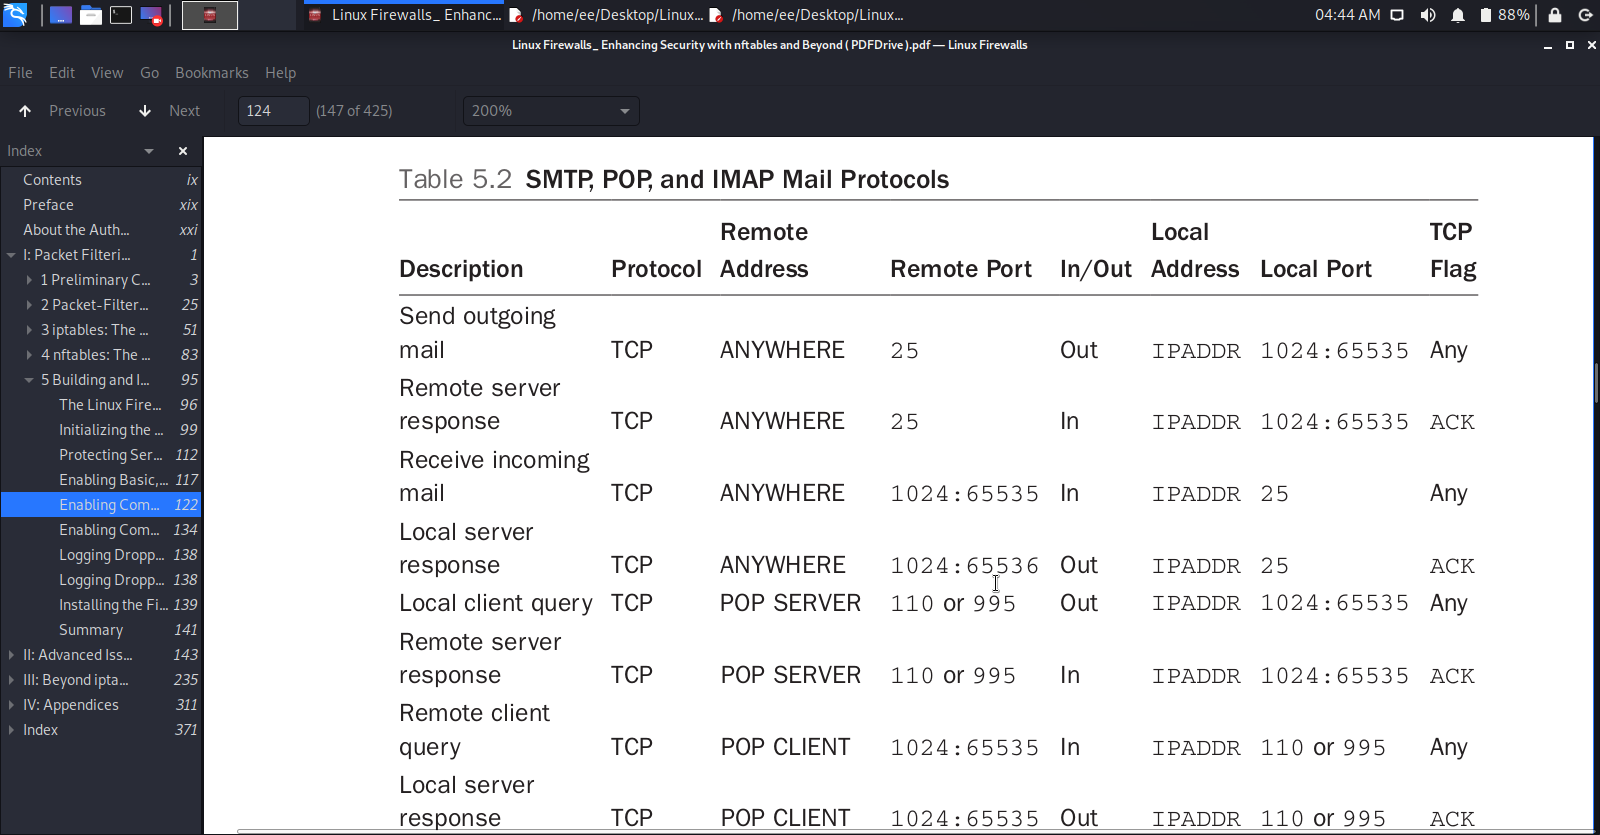 Linux Firewalls_ Enhanc...
/home/ee/Desktop/Linux...
/home/ee/Desktop/Linux...
04:44 AM
88%
Linux Firewalls_ Enhancing Security with nftables and Beyond ( PDFDrive ).pdf — Linux Firewalls
File Edit View Go Bookmarks Help
Previous Next 124 (147 of 425) 200%
Index
Contents ix
Preface xix
About the Auth... xxi
I: Packet Filteri... 1
1 Preliminary C... 3
2 Packet-Filter... 25
3 iptables: The ... 51
4 nftables: The ... 83
5 Building and I... 95
The Linux Fire... 96
Initializing the ... 99
Protecting Ser... 112
Enabling Basic,... 117
Enabling Com... 122
Enabling Com... 134
Logging Dropp... 138
Logging Dropp... 138
Installing the Fi... 139
Summary 141
II: Advanced Iss... 143
III: Beyond ipta... 235
IV: Appendices 311
Index 371
Table 5.2 SMTP, POP, and IMAP Mail Protocols
Remote Local TCP
Description Protocol Address Remote Port In/Out Address Local Port Flag
Send outgoing
mail TCP ANYWHERE 25 Out IPADDR 1024:65535 Any
Remote server
response TCP ANYWHERE 25 In IPADDR 1024:65535 ACK
Receive incoming
mail TCP ANYWHERE 1024:65535 In IPADDR 25 Any
Local server
response TCP ANYWHERE 1024:65536 Out IPADDR 25 ACK
Local client query TCP POP SERVER 110 or 995 Out IPADDR 1024:65535 Any
Remote server
response TCP POP SERVER 110 or 995 In IPADDR 1024:65535 ACK
Remote client
query TCP POP CLIENT 1024:65535 In IPADDR 110 or 995 Any
Local server
response TCP POP CLIENT 1024:65535 Out IPADDR 110 or 995 ACK